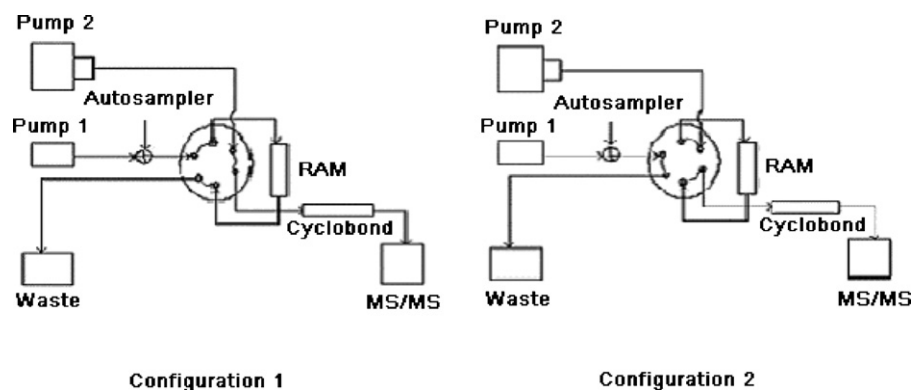 Pump 2
Autosampler
Pump 1
RAM
Cyclobond
Waste
MS/MS
Configuration 1
Pump 2
Autosampler
Pump 1
RAM
Cyclobond
Waste
MS/MS
Configuration 2